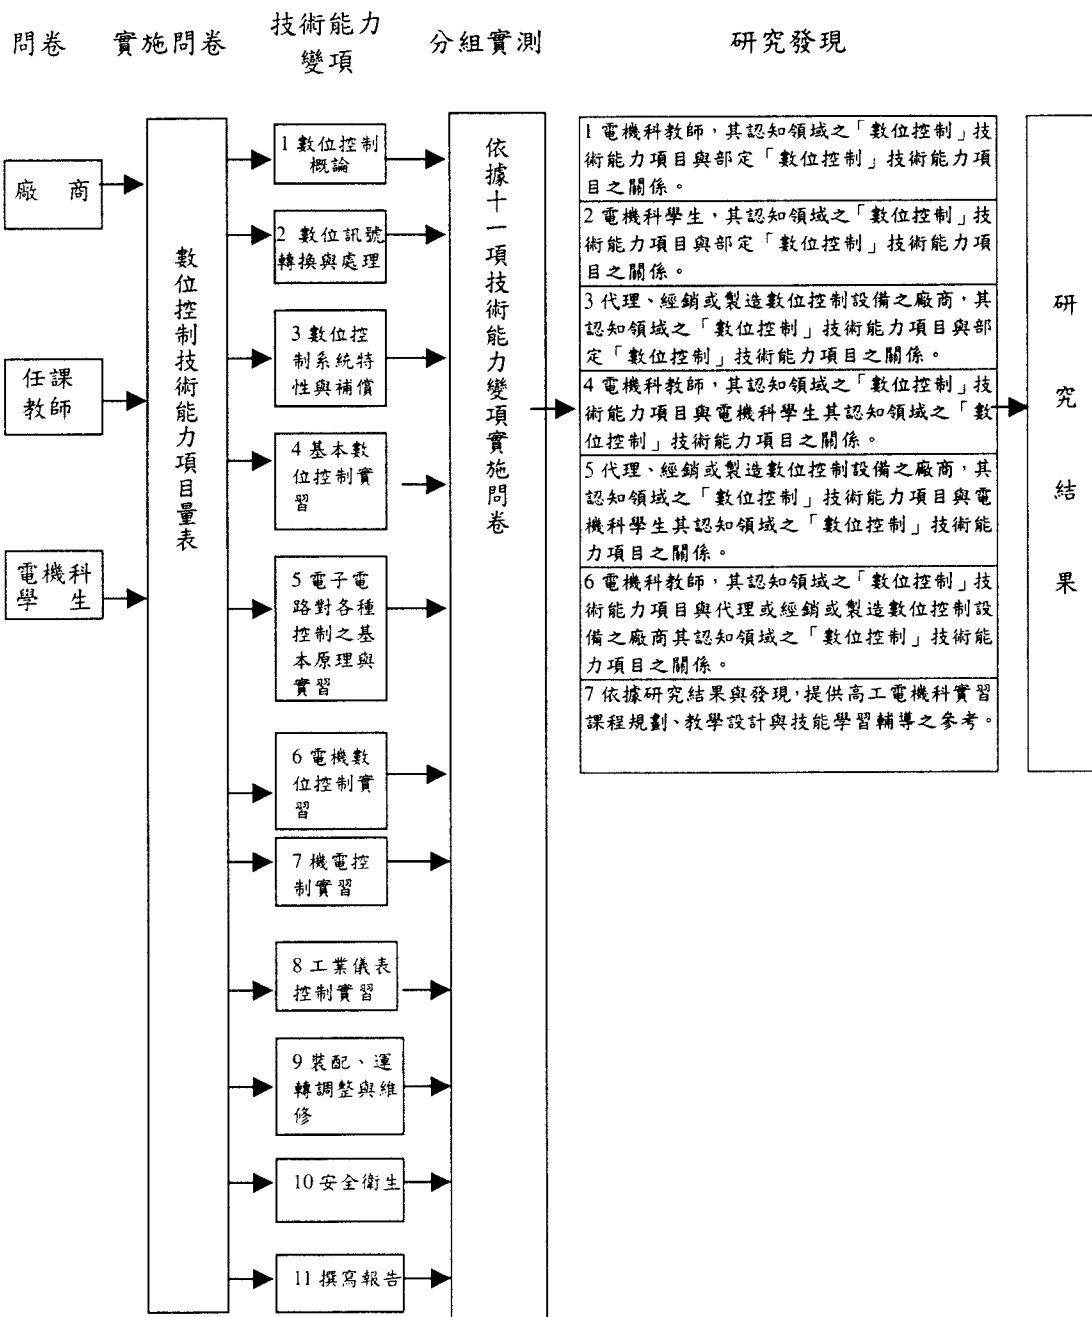 問卷
實施問卷
技術能力
變項
分組實測
研究發現
廠 商
任課
教師
電機科
學 生
數位控制技術能力項目量表
1 數位控制
概論
2 數位訊號
轉換與處理
3 數位控
制系統特
性與補償
4 基本數
位控制實
習
5 電子電
路對各種
控制之基
本原理與
實習
6 電機數
位控制實
習
7 機電控
制實習
8 工業儀表
控制實習
9 裝配、運
轉調整與維
修
10 安全衛生
11 撰寫報告
依據十一項技術能力變項實施問卷
1 電機科教師，其認知領域之「數位控制」技
術能力項目與部定「數位控制」技術能力項
目之關係。
2 電機科學生，其認知領域之「數位控制」技
術能力項目與部定「數位控制」技術能力項
目之關係。
3 代理、經銷或製造數位控制設備之廠商，其
認知領域之「數位控制」技術能力項目與部
定「數位控制」技術能力項目之關係。
4 電機科教師，其認知領域之「數位控制」技
術能力項目與電機科學生其認知領域之「數
位控制」技術能力項目之關係。
5 代理、經銷或製造數位控制設備之廠商，其
認知領域之「數位控制」技術能力項目與電
機科學生其認知領域之「數位控制」技術能
力項目之關係。
6 電機科教師，其認知領域之「數位控制」技
術能力項目與代理或經銷或製造數位控制設
備之廠商其認知領域之「數位控制」技術能
力項目之關係。
7 依據研究結果與發現，提供高工電機科實習
課程規劃、教學設計與技能學習輔導之參考。
研究結果